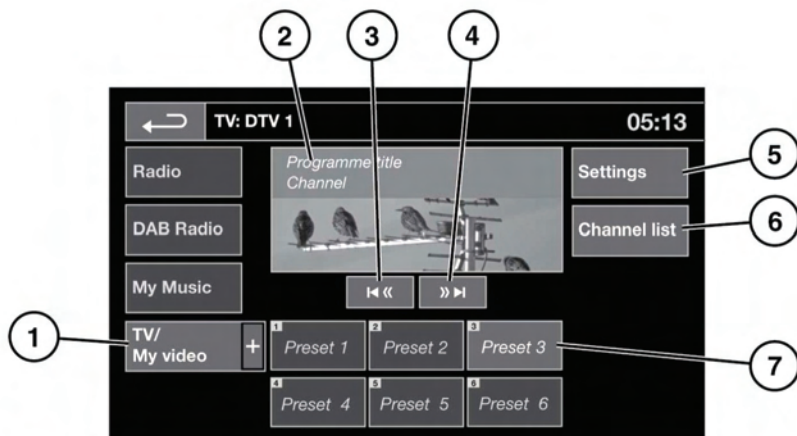 2
3
4
TV: DTV 1
05:13
Programme title
Channel
Radio
Settings
5
DAB Radio
Channel list
6
My Music
1
TV/
My video
+
1
Preset 1
2
Preset 2
3
Preset 3
7
4
Preset 4
5
Preset 5
6
Preset 6